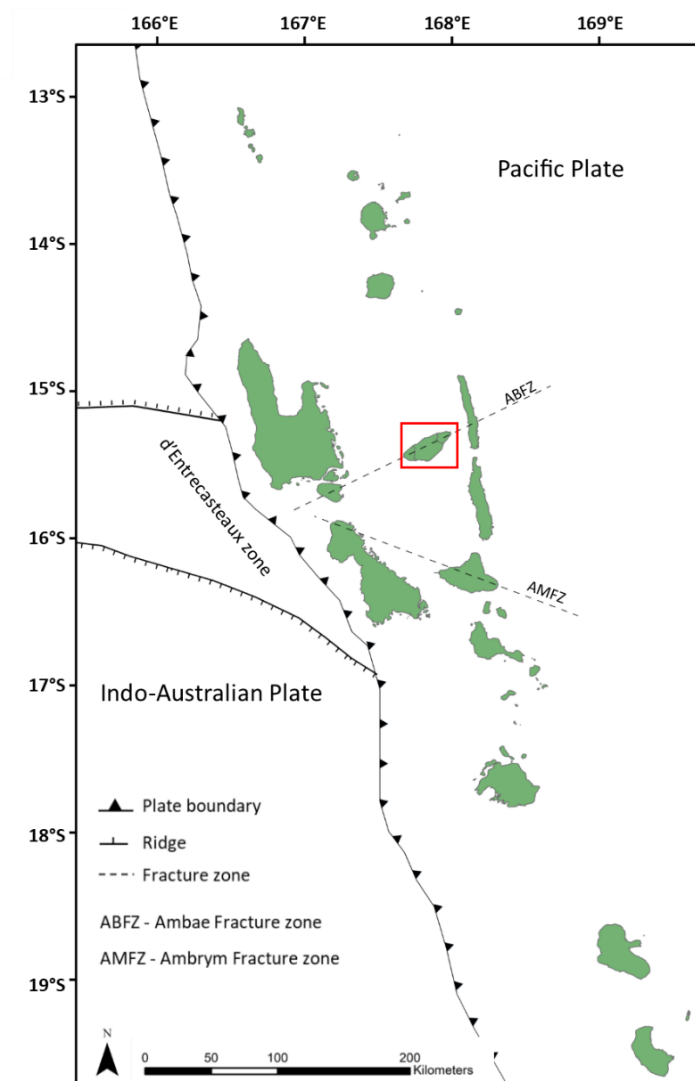 166°E 167°E 168°E 169°E
13°S
Pacific Plate
14°S
15°S
ABFZ
d'Entrecasteaux zone
16°S
AMFZ
17°S
Indo-Australian Plate
Plate boundary
18°S
Ridge
Fracture zone
ABFZ - Ambae Fracture zone
AMFZ - Ambrym Fracture zone
19°S
N
0 50 100 200
Kilometers